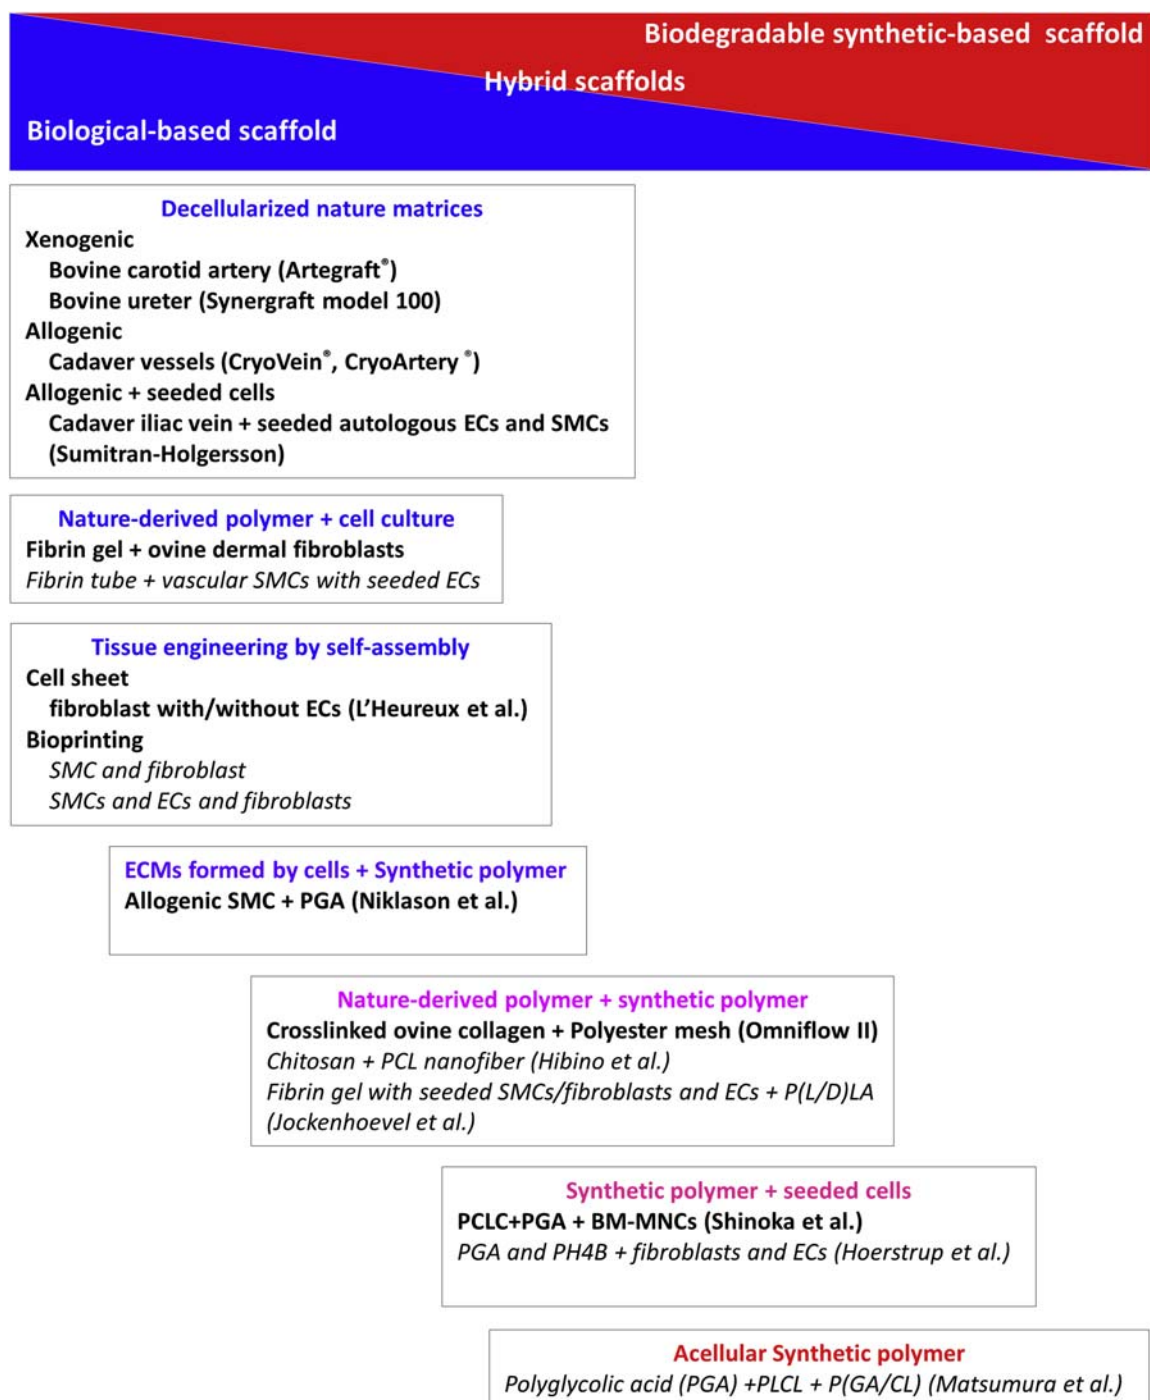 Biodegradable synthetic-based scaffold
Hybrid scaffolds
Biological-based scaffold
Decellularized nature matrices
Xenogenic
Bovine carotid artery (Artegraft®)
Bovine ureter (Synergraft model 100)
Allogenic
Cadaver vessels (CryoVein®, CryoArtery ®)
Allogenic + seeded cells
Cadaver iliac vein + seeded autologous ECs and SMCs
(Sumitran-Holgersson)
Nature-derived polymer + cell culture
Fibrin gel + ovine dermal fibroblasts
Fibrin tube + vascular SMCs with seeded ECs
Tissue engineering by self-assembly
Cell sheet
fibroblast with/without ECs (L’Heureux et al.)
Bioprinting
SMC and fibroblast
SMCs and ECs and fibroblasts
ECMs formed by cells + Synthetic polymer
Allogenic SMC + PGA (Niklason et al.)
Nature-derived polymer + synthetic polymer
Crosslinked ovine collagen + Polyester mesh (Omniflow II)
Chitosan + PCL nanofiber (Hibino et al.)
Fibrin gel with seeded SMCs/fibroblasts and ECs + P(L/D)LA
(Jockenhoevel et al.)
Synthetic polymer + seeded cells
PCLC+PGA + BM-MNCs (Shinoka et al.)
PGA and PH4B + fibroblasts and ECs (Hoerstrup et al.)
Acellular Synthetic polymer
Polyglycolic acid (PGA) +PLCL + P(GA/CL) (Matsumura et al.)